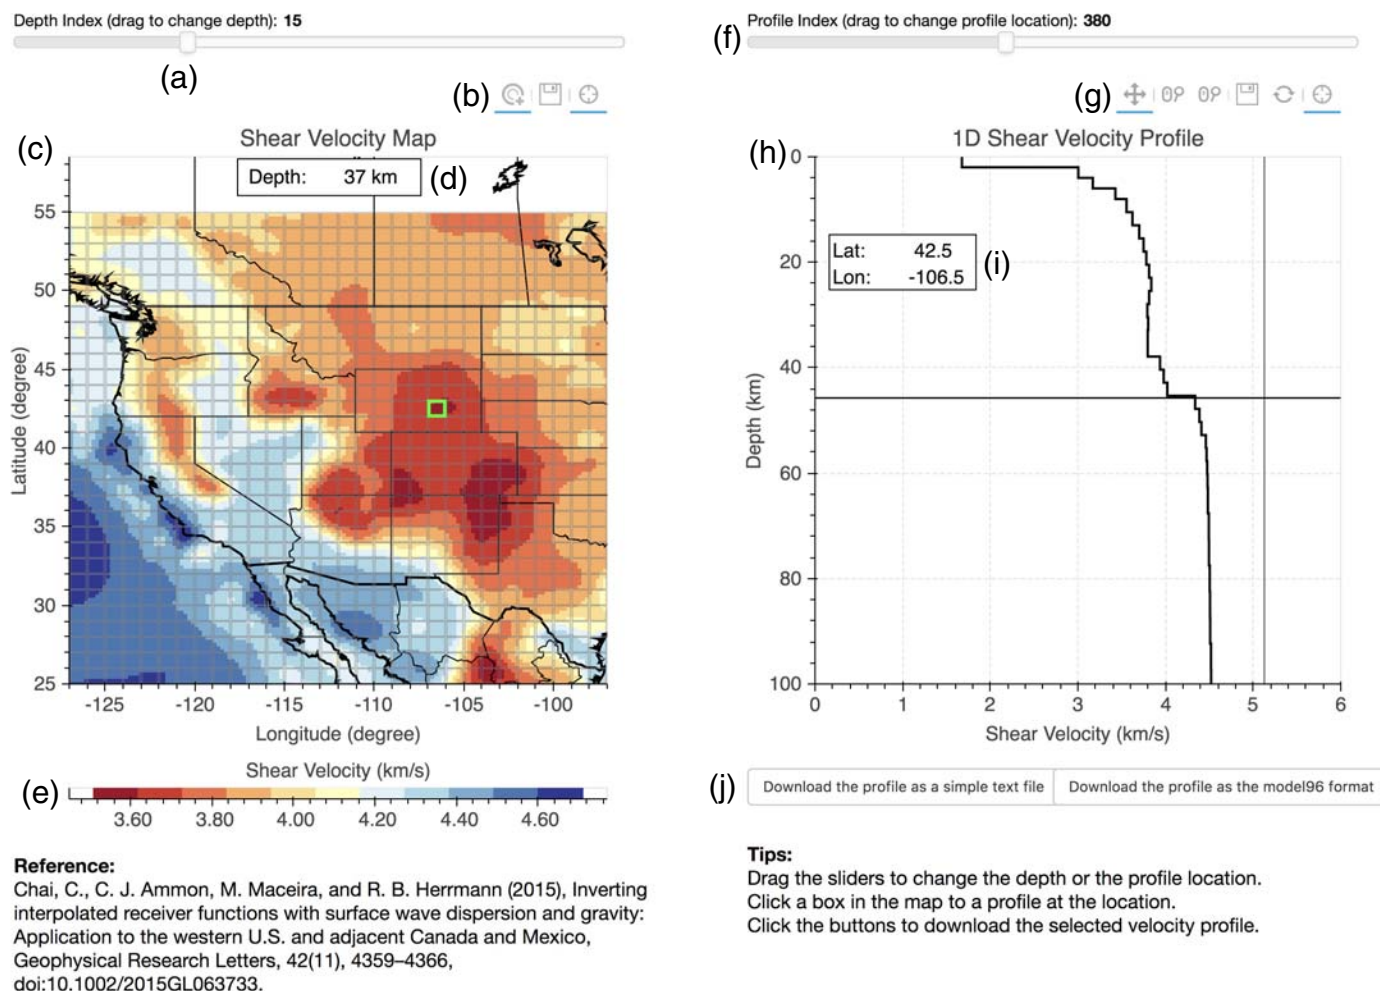 Depth Index (drag to change depth): 15
(a)
(b)
(c)
Shear Velocity Map
Depth: 37 km
(d)
55
50
45
40
35
30
25
Latitude (degree)
-125 -120 -115 -110 -105 -100
Longitude (degree)
Shear Velocity (km/s)
(e)
3.60 3.80 4.00 4.20 4.40 4.60
Reference:
Chai, C., C. J. Ammon, M. Maceira, and R. B. Herrmann (2015), Inverting
interpolated receiver functions with surface wave dispersion and gravity:
Application to the western U.S. and adjacent Canada and Mexico,
Geophysical Research Letters, 42(11), 4359–4366,
doi:10.1002/2015GL063733.
Profile Index (drag to change profile location): 380
(f)
(g)
(h)
1D Shear Velocity Profile
0
20
40
60
80
100
Depth (km)
Lat: 42.5
Lon: -106.5
(i)
0 1 2 3 4 5 6
Shear Velocity (km/s)
(j)
Download the profile as a simple text file
Download the profile as the model96 format
Tips:
Drag the sliders to change the depth or the profile location.
Click a box in the map to a profile at the location.
Click the buttons to download the selected velocity profile.